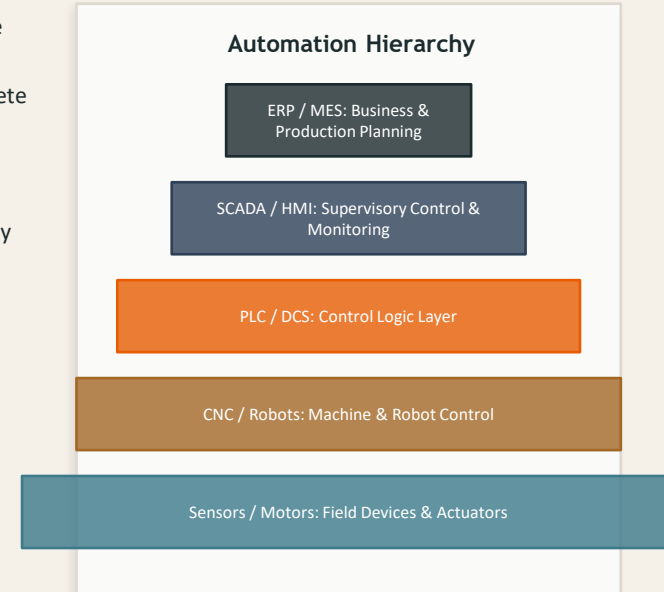 Automation Hierarchy
ERP / MES: Business &
Production Planning
SCADA / HMI: Supervisory Control &
Monitoring
PLC / DCS: Control Logic Layer
CNC / Robots: Machine & Robot Control
Sensors / Motors: Field Devices & Actuators